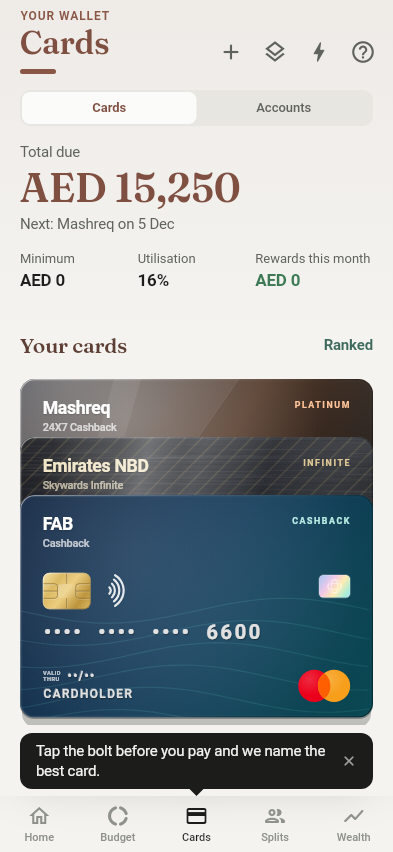 YOUR WALLET
Cards
Cards Accounts
Total due
AED 15,250
Next: Mashreq on 5 Dec
Minimum Utilisation Rewards this month
AED 0 16% AED 0
Your cards Ranked
Mashreq PLATINUM
24X7 Cashback
Emirates NBD INFINITE
Skywards Infinite
FAB CASHBACK
Cashback
•••• •••• •••• 6600
VALID THRU ••/••
CARDHOLDER
Tap the bolt before you pay and we name the
best card.
Home Budget Cards Splits Wealth